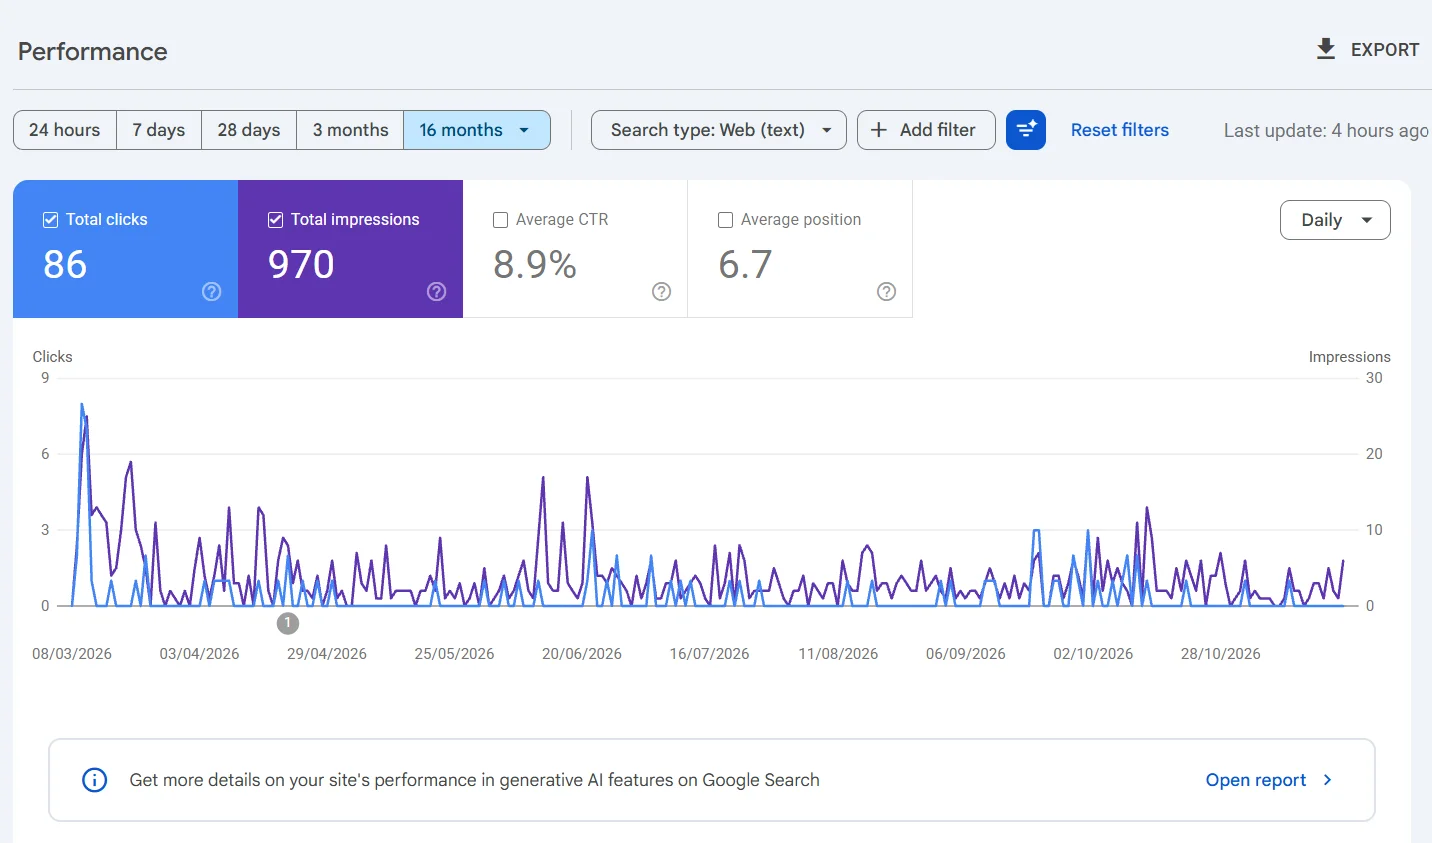 Performance
EXPORT
24 hours 7 days 28 days 3 months 16 months
Search type: Web (text) Add filter Reset filters Last update: 4 hours ago
Total clicks
86
Total impressions
970
Average CTR
8.9%
Average position
6.7
Daily
Clicks Impressions
9 30
6 20
3 10
0 0
1
08/03/2026 03/04/2026 29/04/2026 25/05/2026 20/06/2026 16/07/2026 11/08/2026 06/09/2026 02/10/2026 28/10/2026
Get more details on your site's performance in generative AI features on Google Search Open report